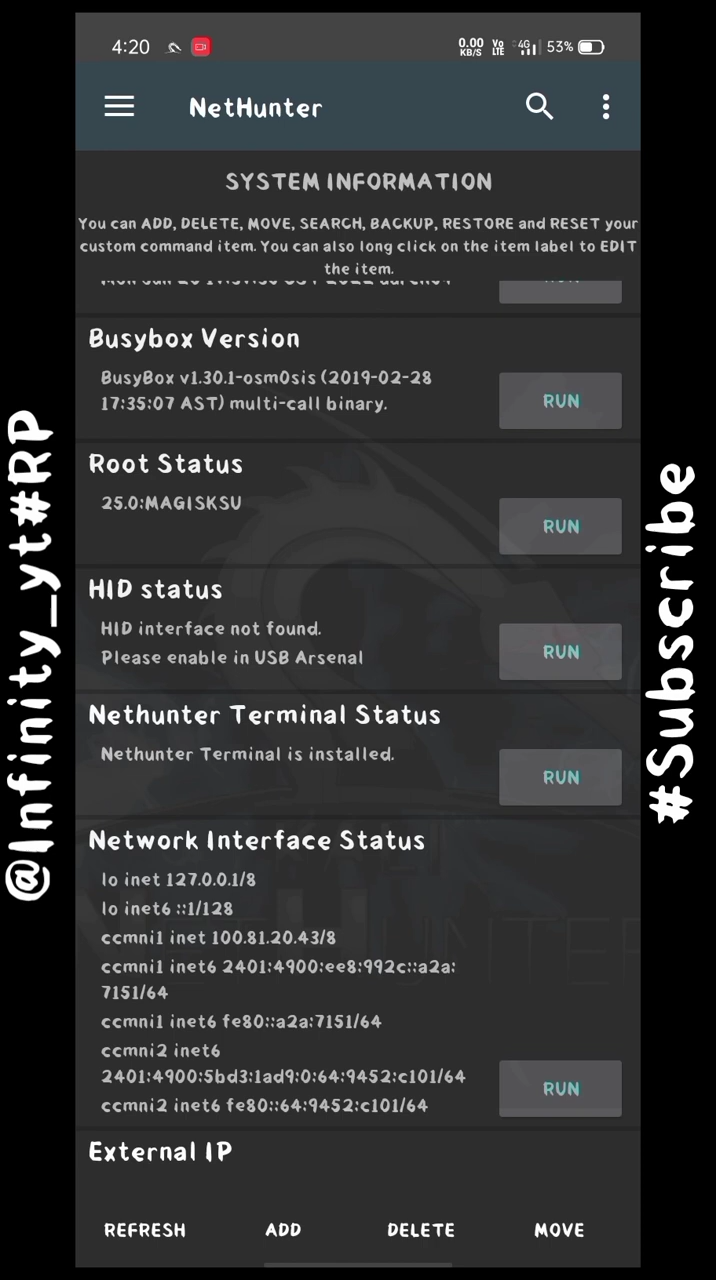 4:20
0.00 KB/S Vo LTE 4G 53%
NetHunter
SYSTEM INFORMATION
You can ADD, DELETE, MOVE, SEARCH, BACKUP, RESTORE and RESET your
custom command item. You can also long click on the item label to EDIT
the item.
Busybox Version
BusyBox v1.30.1-osm0sis (2019-02-28
17:35:07 AST) multi-call binary.
RUN
Root Status
25.0:MAGISKSU
RUN
HID status
HID interface not found.
Please enable in USB Arsenal
RUN
Nethunter Terminal Status
Nethunter Terminal is installed.
RUN
Network Interface Status
lo inet 127.0.0.1/8
lo inet6 ::1/128
ccmni1 inet 100.81.20.43/8
ccmni1 inet6 2401:4900:ee8:992c::a2a:
7151/64
ccmni1 inet6 fe80::a2a:7151/64
ccmni2 inet6
2401:4900:5bd3:1ad9:0:64:9452:c101/64
ccmni2 inet6 fe80::64:9452:c101/64
RUN
External IP
REFRESH ADD DELETE MOVE
@Infinity_yt#RP
#Subscribe